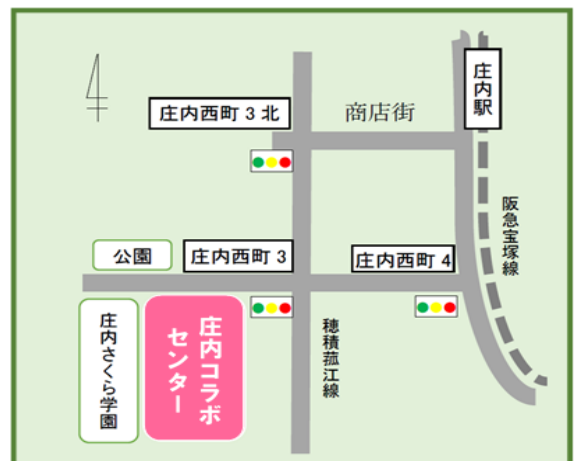 庄内駅
庄内西町3北
商店街
阪急宝塚線
公園
庄内西町3
庄内西町4
庄内さくら学園
庄内コラボ
センター
穂積菰江線